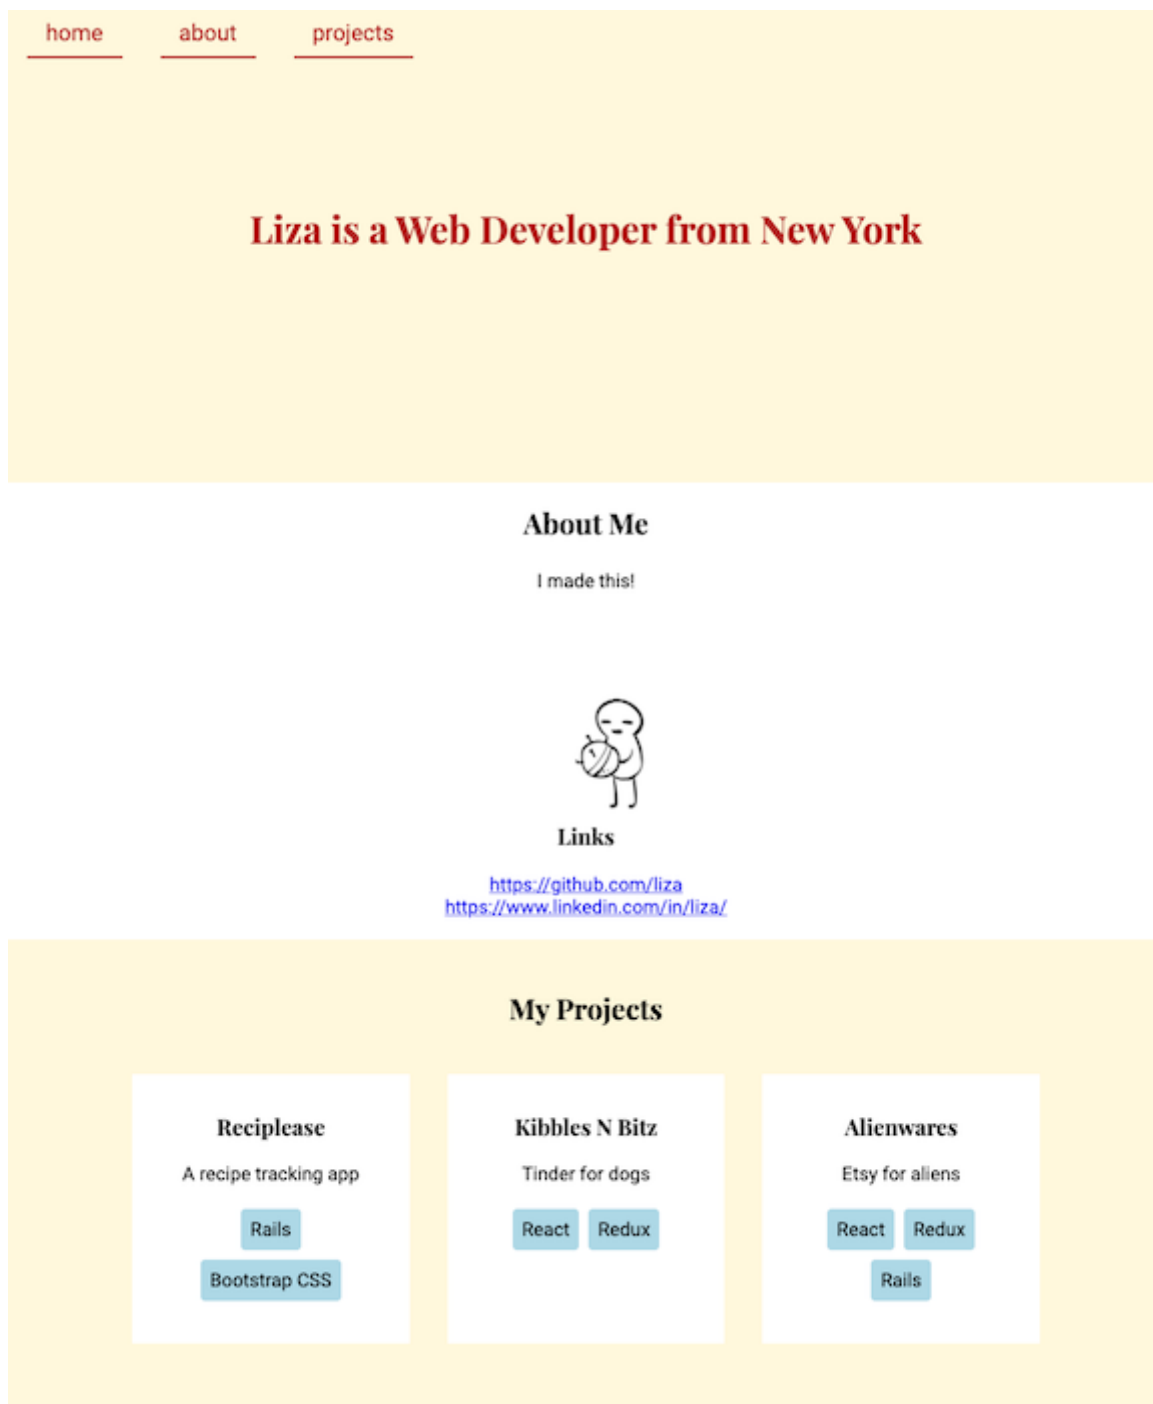 home about projects
Liza is a Web Developer from New York
About Me
I made this!
Links
https://github.com/liza
https://www.linkedin.com/in/liza/
My Projects
Reciplease
A recipe tracking app
Rails
Bootstrap CSS
Kibbles N Bitz
Tinder for dogs
React Redux
Alienwares
Etsy for aliens
React Redux
Rails